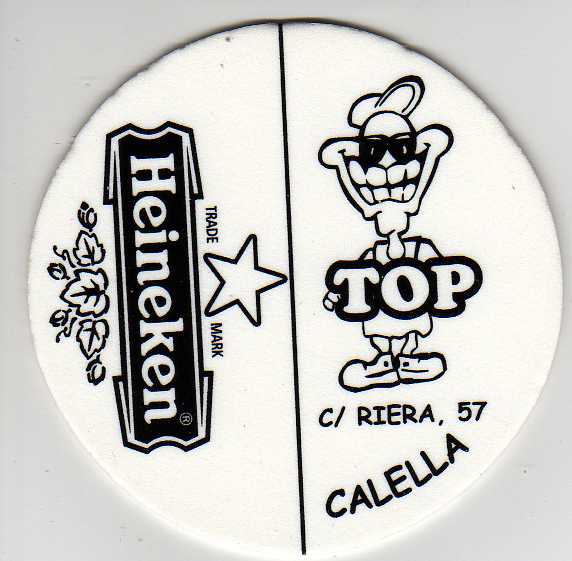 Heineken®
TRADE MARK
TOP
C/ RIERA, 57
CALELLA